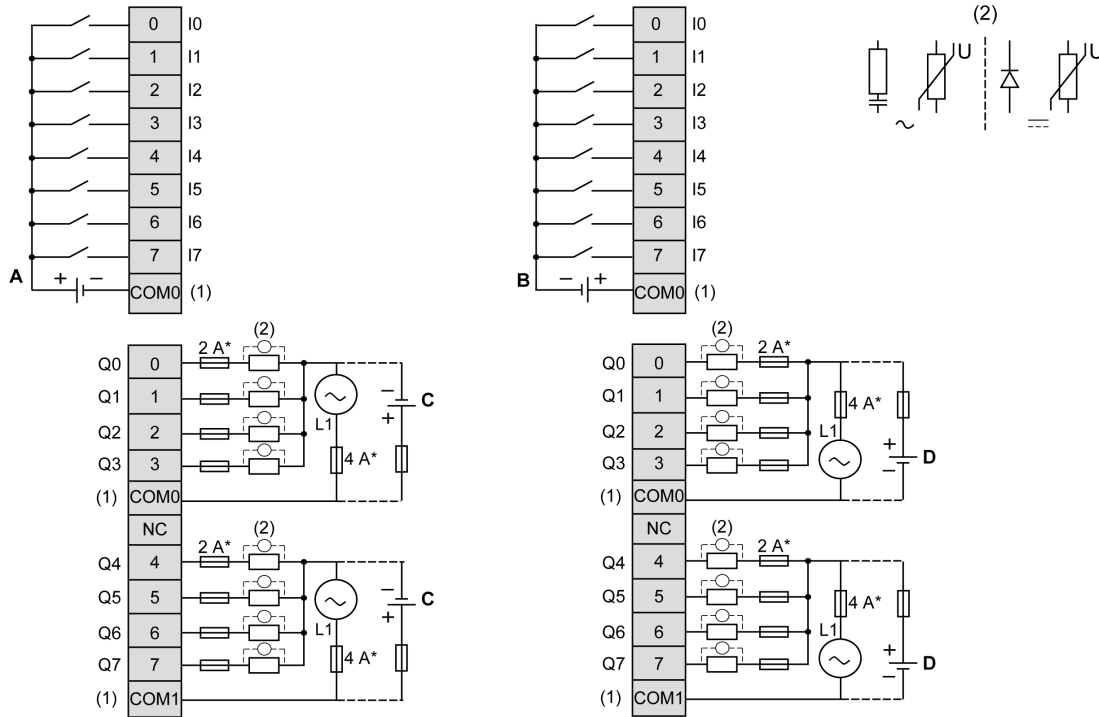 0 I0
1 I1
2 I2
3 I3
4 I4
5 I5
6 I6
7 I7
A + −
COM0 (1)
0 I0
1 I1
2 I2
3 I3
4 I4
5 I5
6 I6
7 I7
B − +
COM0 (1)
(2)
U U
(2)
Q0 0 2 A*
Q1 1 − C
Q2 2 L1 +
Q3 3 4 A*
(1) COM0
NC
(2)
Q4 4 2 A*
Q5 5 − C
Q6 6 L1 +
Q7 7 4 A*
(1) COM1
(2)
Q0 0 2 A*
Q1 1 4 A*
Q2 2 L1 +
Q3 3 − D
(1) COM0
NC
(2)
Q4 4 2 A*
Q5 5 4 A*
Q6 6 L1 +
Q7 7 − D
(1) COM1